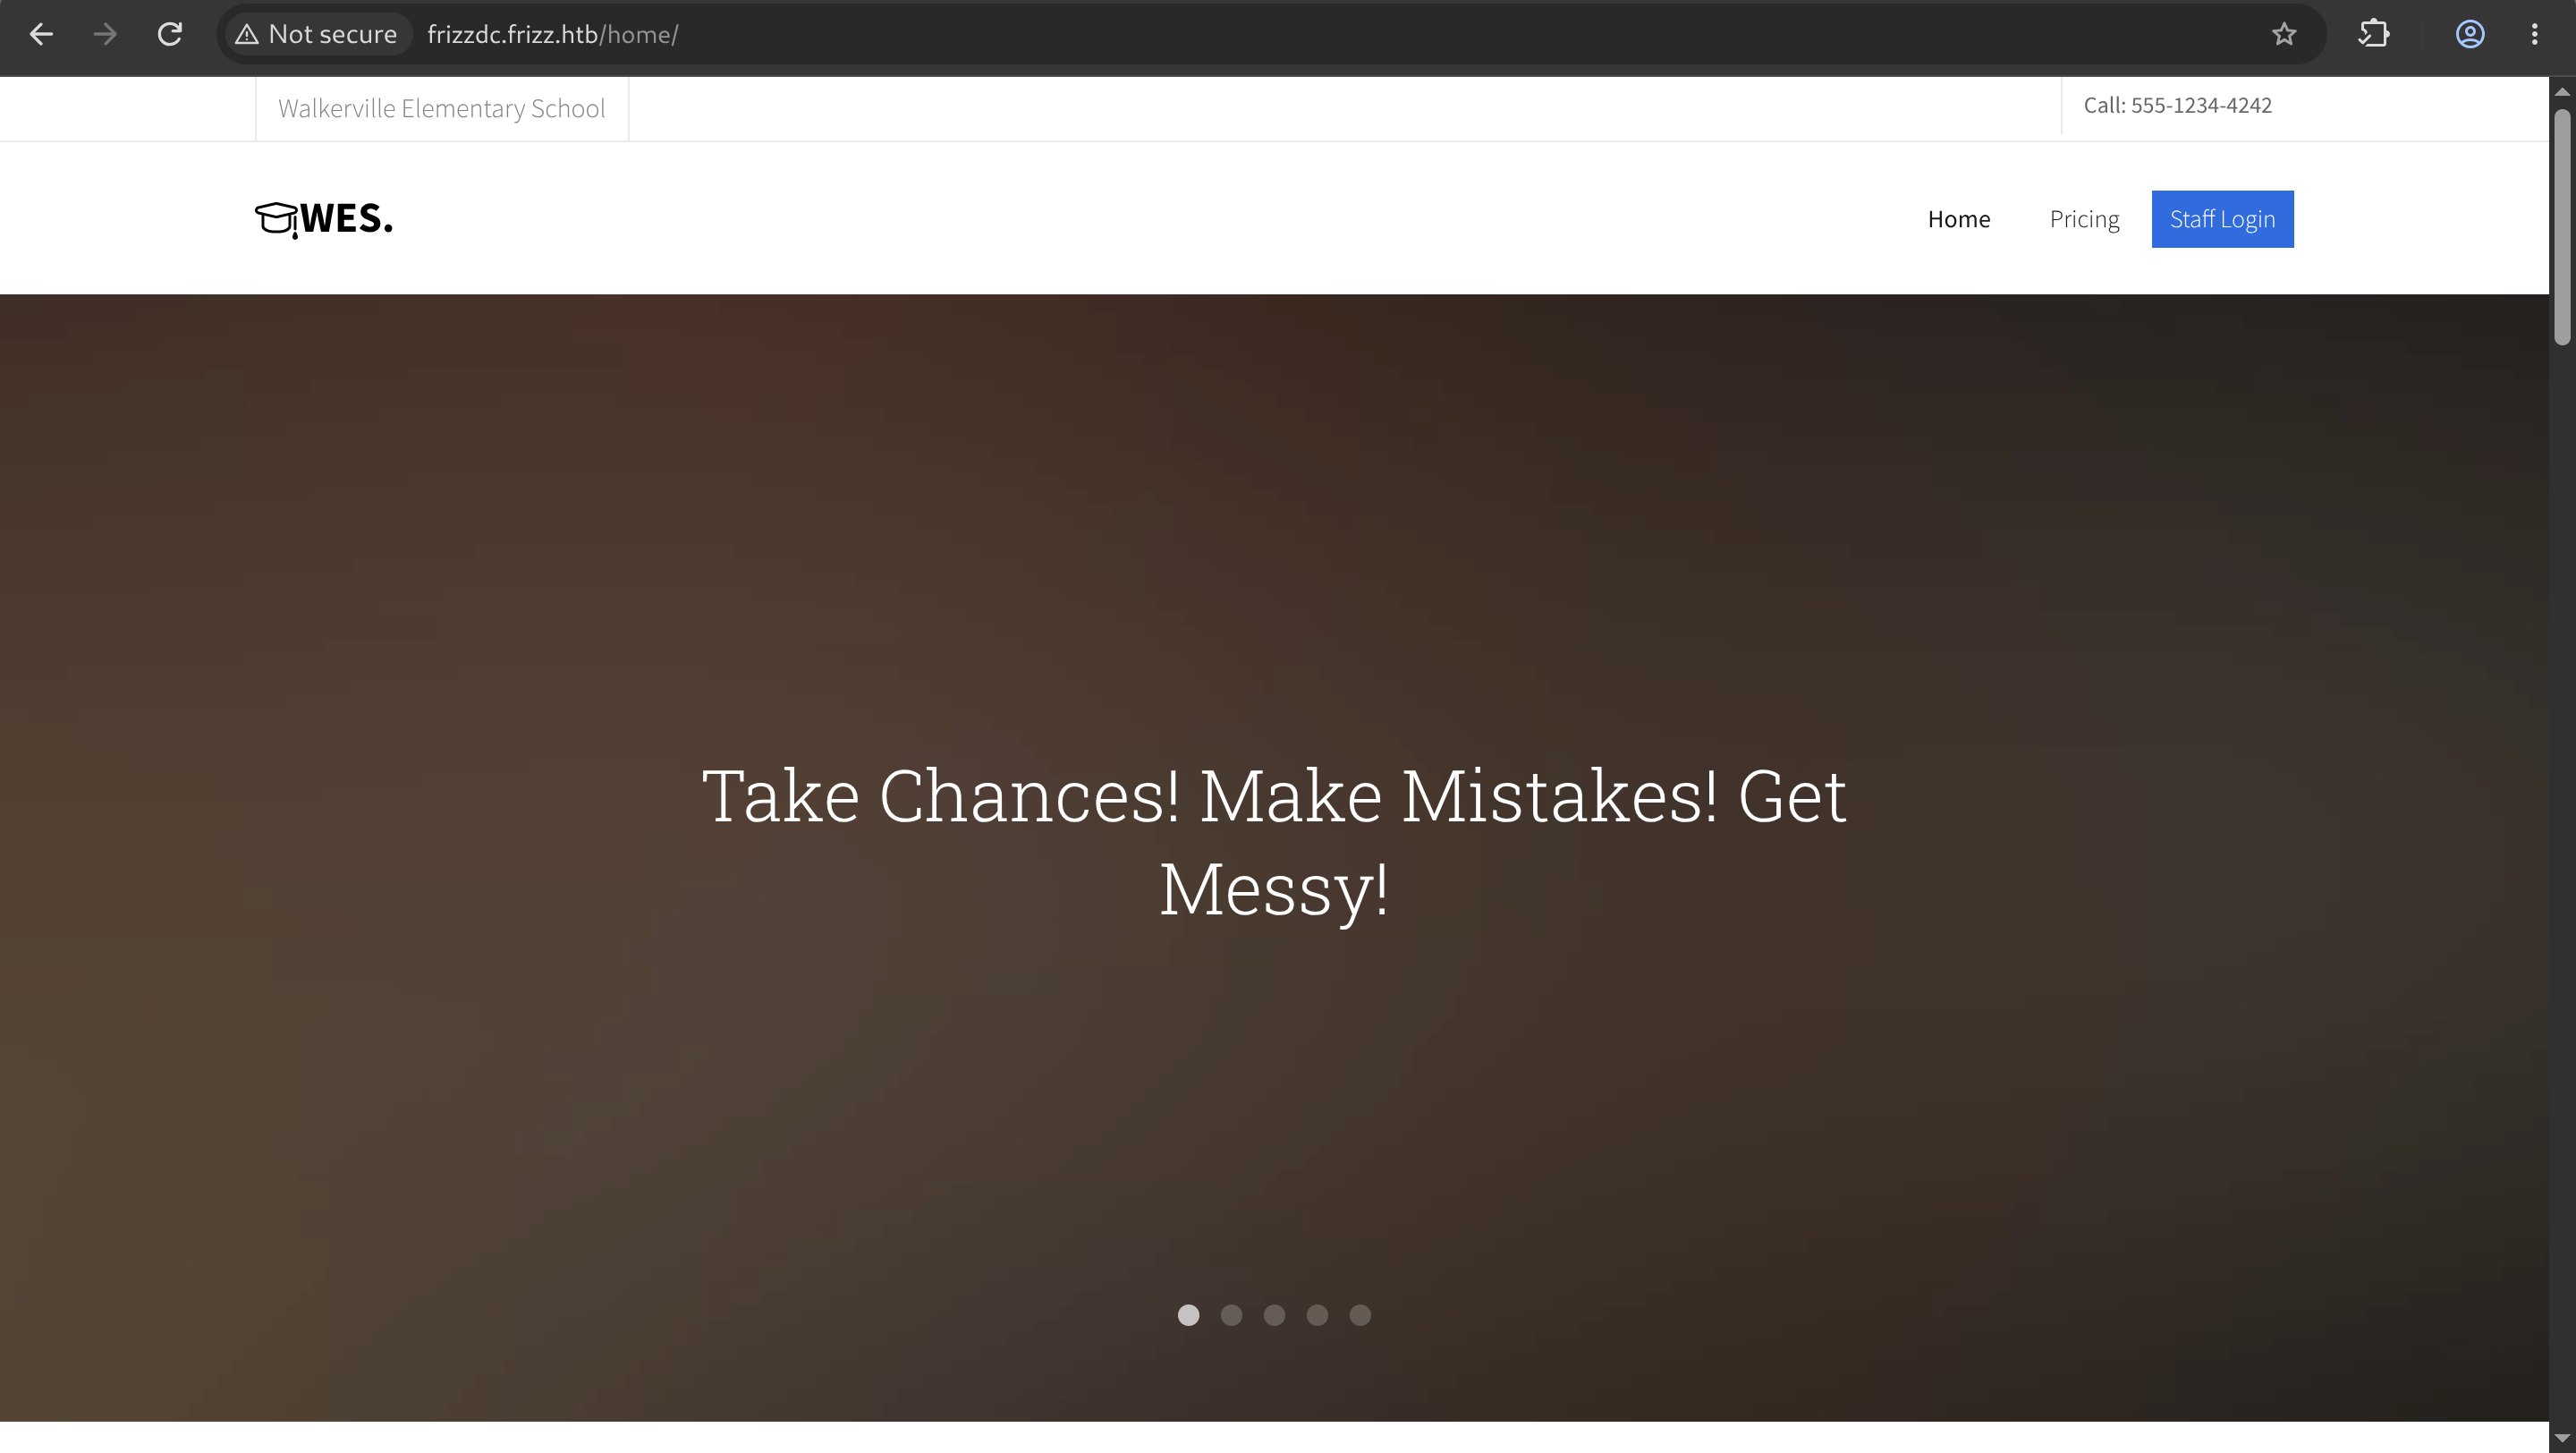 Not secure frizzdc.frizz.htb/home/
Walkerville Elementary School
Call: 555-1234-4242
WES.
Home
Pricing
Staff Login
Take Chances! Make Mistakes! Get
Messy!